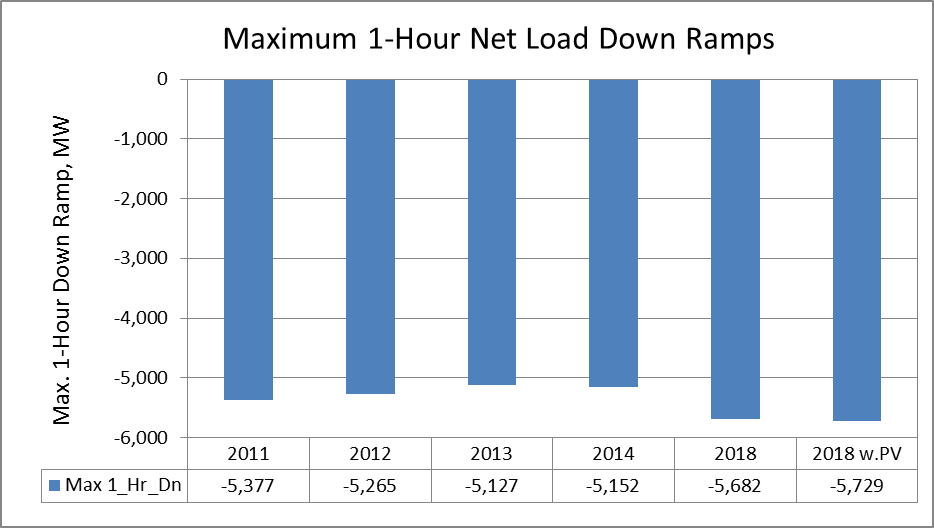 Maximum 1-Hour Net Load Down Ramps
Max. 1-Hour Down Ramp, MW
0
-1,000
-2,000
-3,000
-4,000
-5,000
-6,000
2011 2012 2013 2014 2018 2018 w.PV
Max 1_Hr_Dn -5,377 -5,265 -5,127 -5,152 -5,682 -5,729